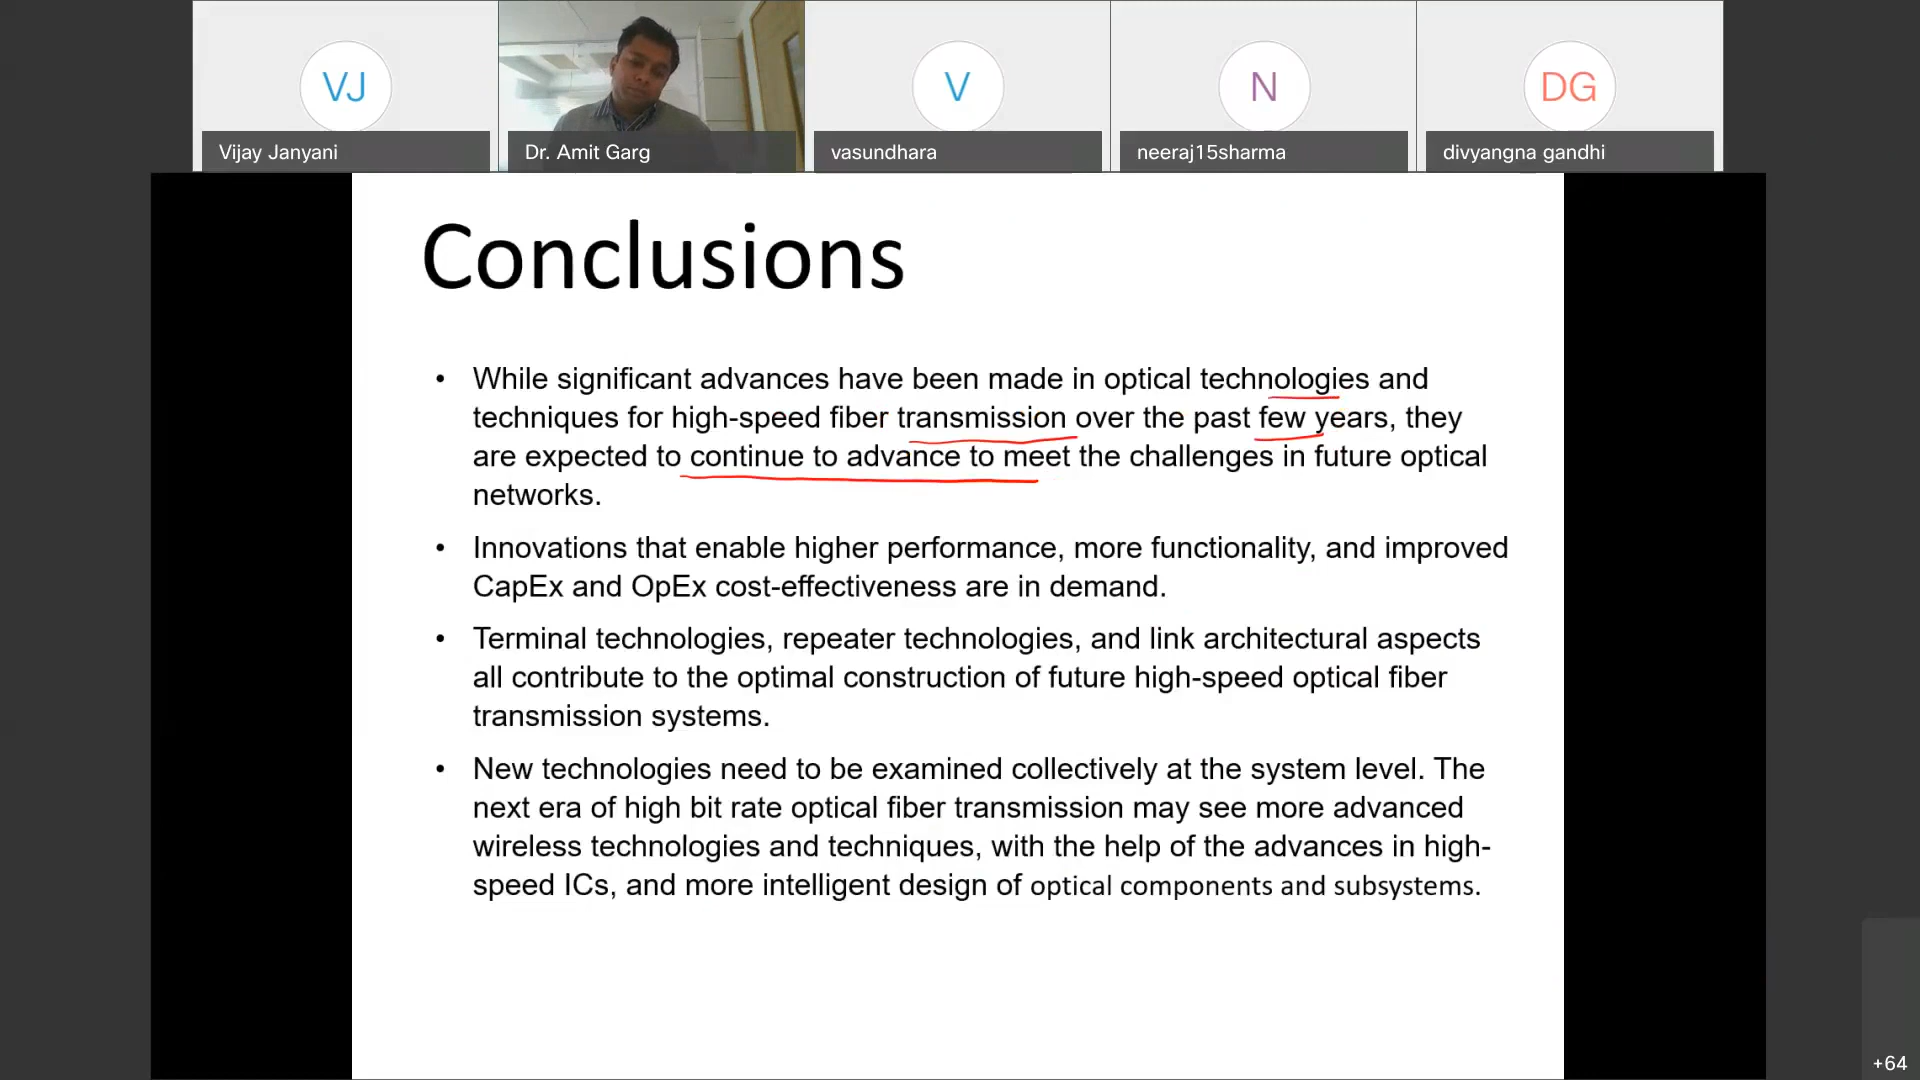 VJ
V
N
DG
Vijay Janyani
Dr. Amit Garg
vasundhara
neeraj15sharma
divyangna gandhi
Conclusions
• While significant advances have been made in optical technologies and
techniques for high-speed fiber transmission over the past few years, they
are expected to continue to advance to meet the challenges in future optical
networks.
• Innovations that enable higher performance, more functionality, and improved
CapEx and OpEx cost-effectiveness are in demand.
• Terminal technologies, repeater technologies, and link architectural aspects
all contribute to the optimal construction of future high-speed optical fiber
transmission systems.
• New technologies need to be examined collectively at the system level. The
next era of high bit rate optical fiber transmission may see more advanced
wireless technologies and techniques, with the help of the advances in high-
speed ICs, and more intelligent design of optical components and subsystems.
+64